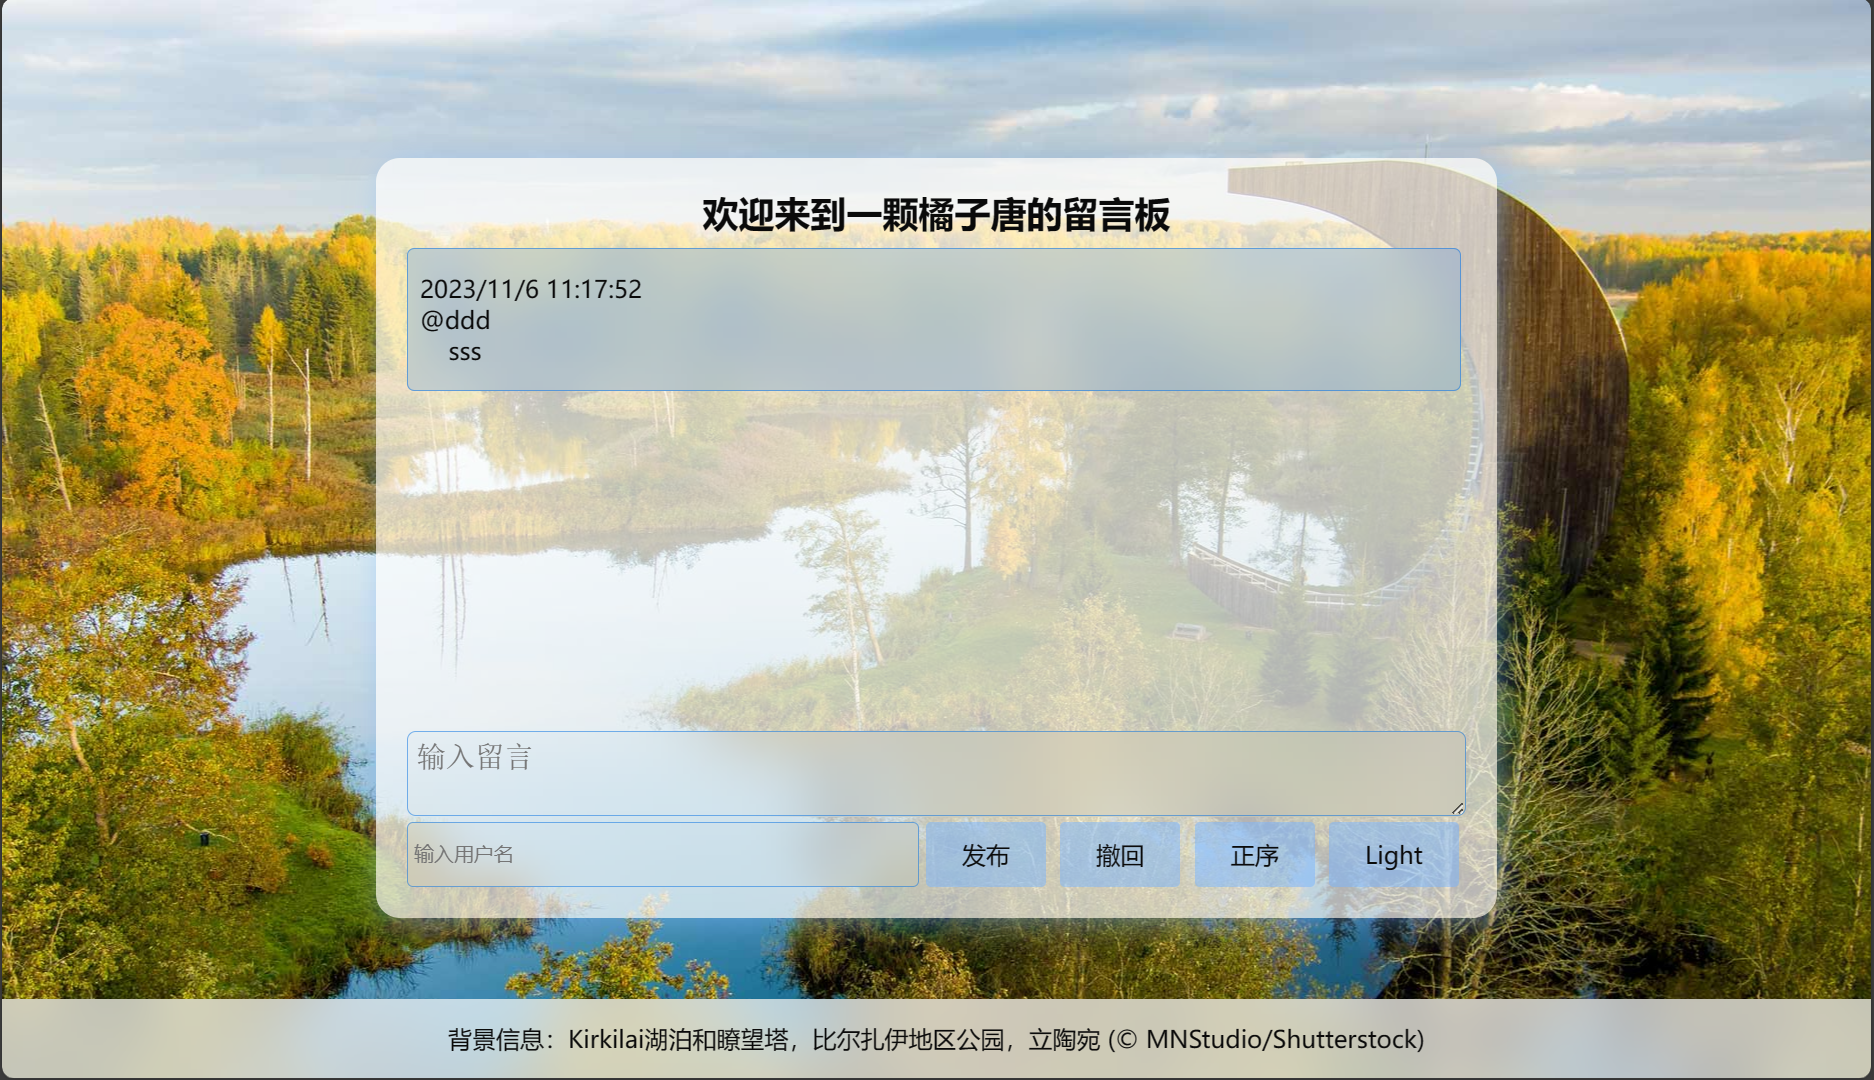 欢迎来到一颗橘子唐的留言板
2023/11/6 11:17:52
@ddd
sss
输入留言
输入用户名
发布
撤回
正序
Light
背景信息：Kirkilai湖泊和瞭望塔，比尔扎伊地区公园，立陶宛 (© MNStudio/Shutterstock)